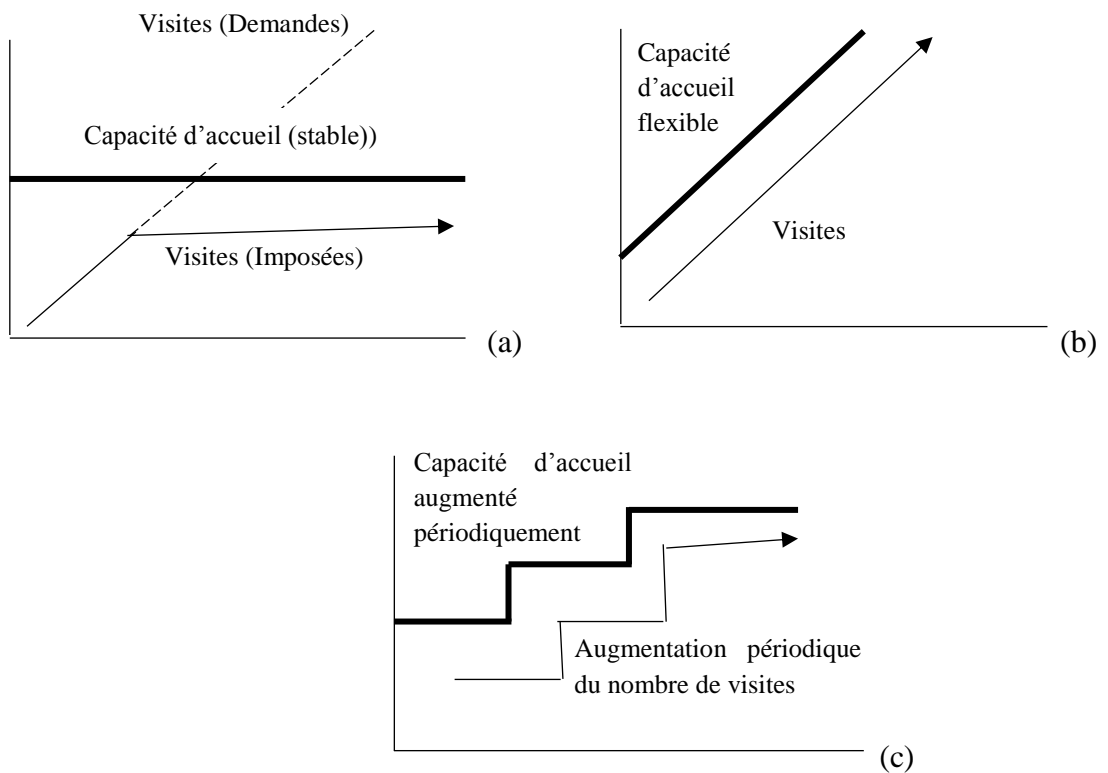 Visites (Demandes)
Capacité d'accueil (stable))
Visites (Imposées)
(a)
Capacité
d'accueil
flexible
Visites
(b)
Capacité d'accueil
augmenté
périodiquement
Augmentation périodique
du nombre de visites
(c)